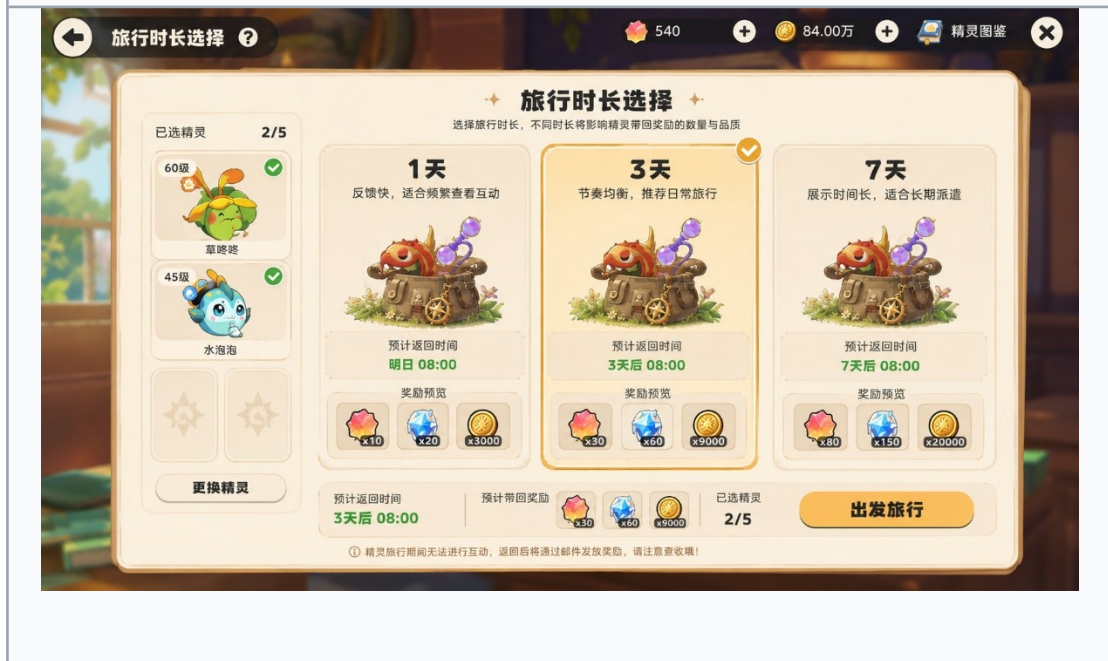 旅行时长选择 ?
540
84.00万
精灵图鉴
旅行时长选择
选择旅行时长，不同时长将影响精灵带回奖励的数量与品质
已选精灵 2/5
60级
草咚咚
45级
水泡泡
更换精灵
1天
反馈快，适合频繁查看互动
预计返回时间
明日 08:00
奖励预览
x10 x20 x3000
3天
节奏均衡，推荐日常旅行
预计返回时间
3天后 08:00
奖励预览
x30 x60 x9000
7天
展示时间长，适合长期派遣
预计返回时间
7天后 08:00
奖励预览
x80 x150 x20000
预计返回时间
3天后 08:00
预计带回奖励
x30 x60 x9000
已选精灵
2/5
出发旅行
精灵旅行期间无法进行互动，返回后将通过邮件发放奖励，请注意查收哦！